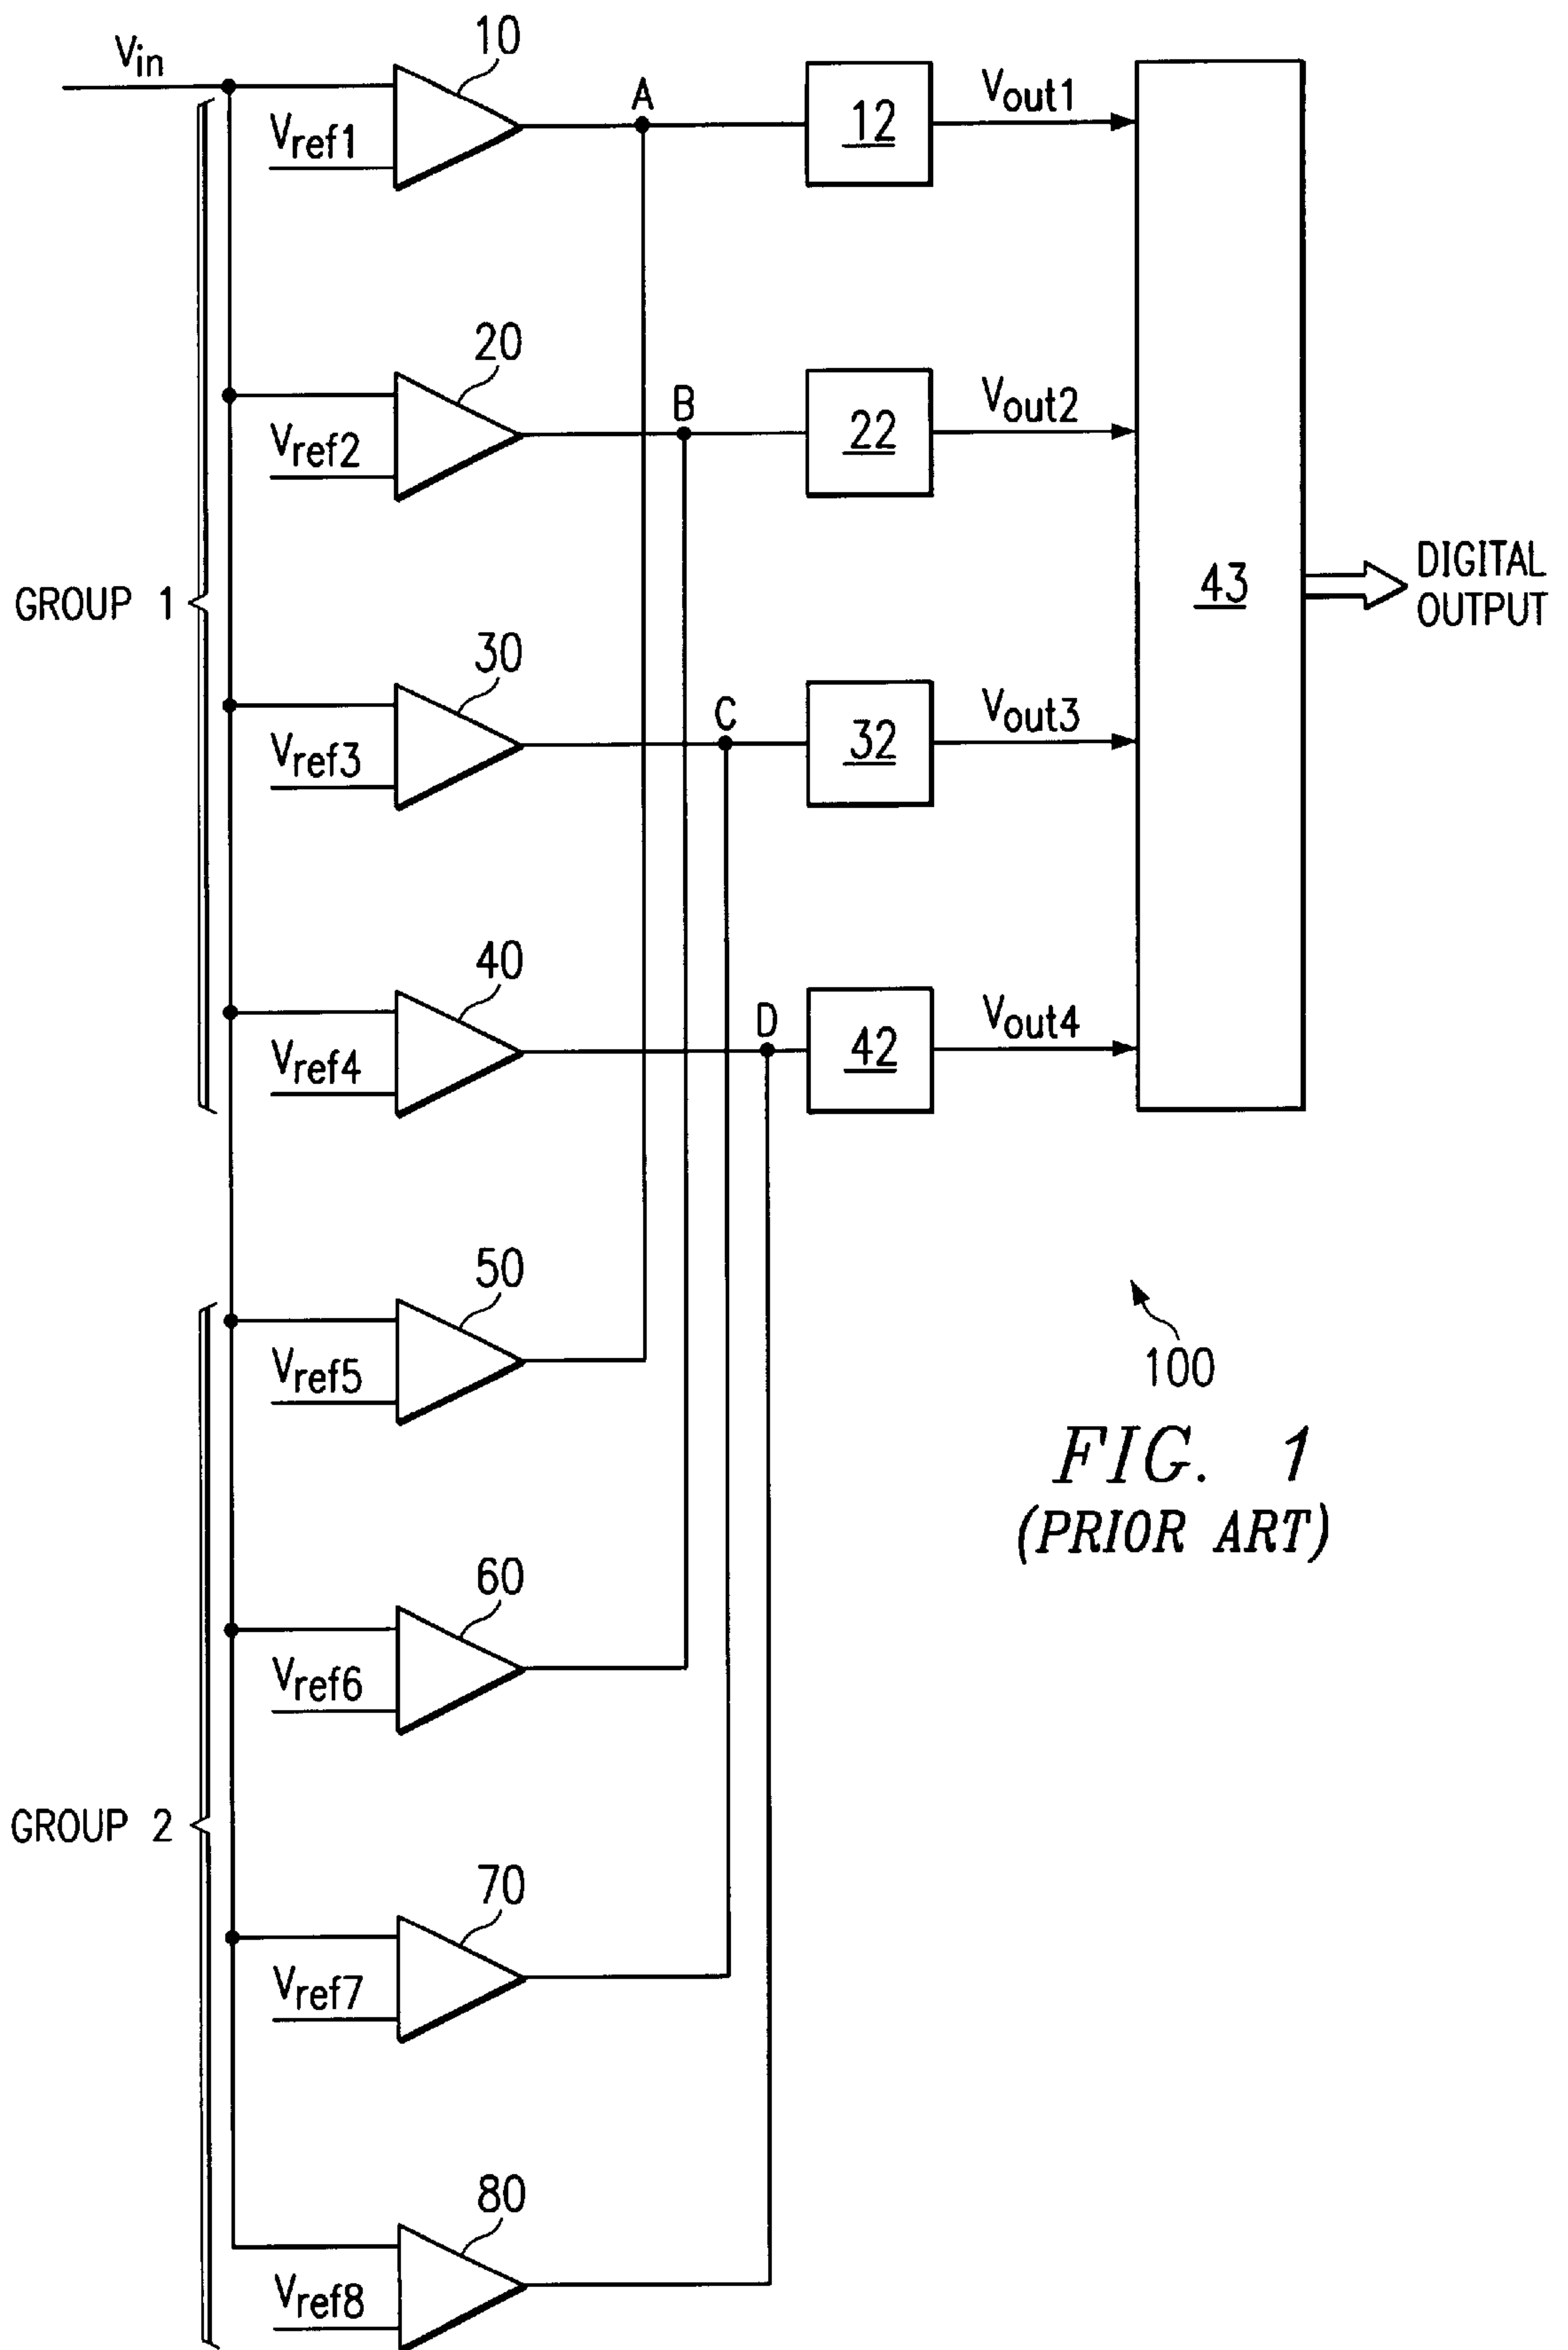 Vin
10
Vref1
A
12
Vout1
20
Vref2
B
22
Vout2
GROUP 1
43
DIGITAL
OUTPUT
30
Vref3
C
32
Vout3
40
Vref4
D
42
Vout4
50
Vref5
100
FIG. 1
(PRIOR ART)
60
Vref6
GROUP 2
70
Vref7
80
Vref8